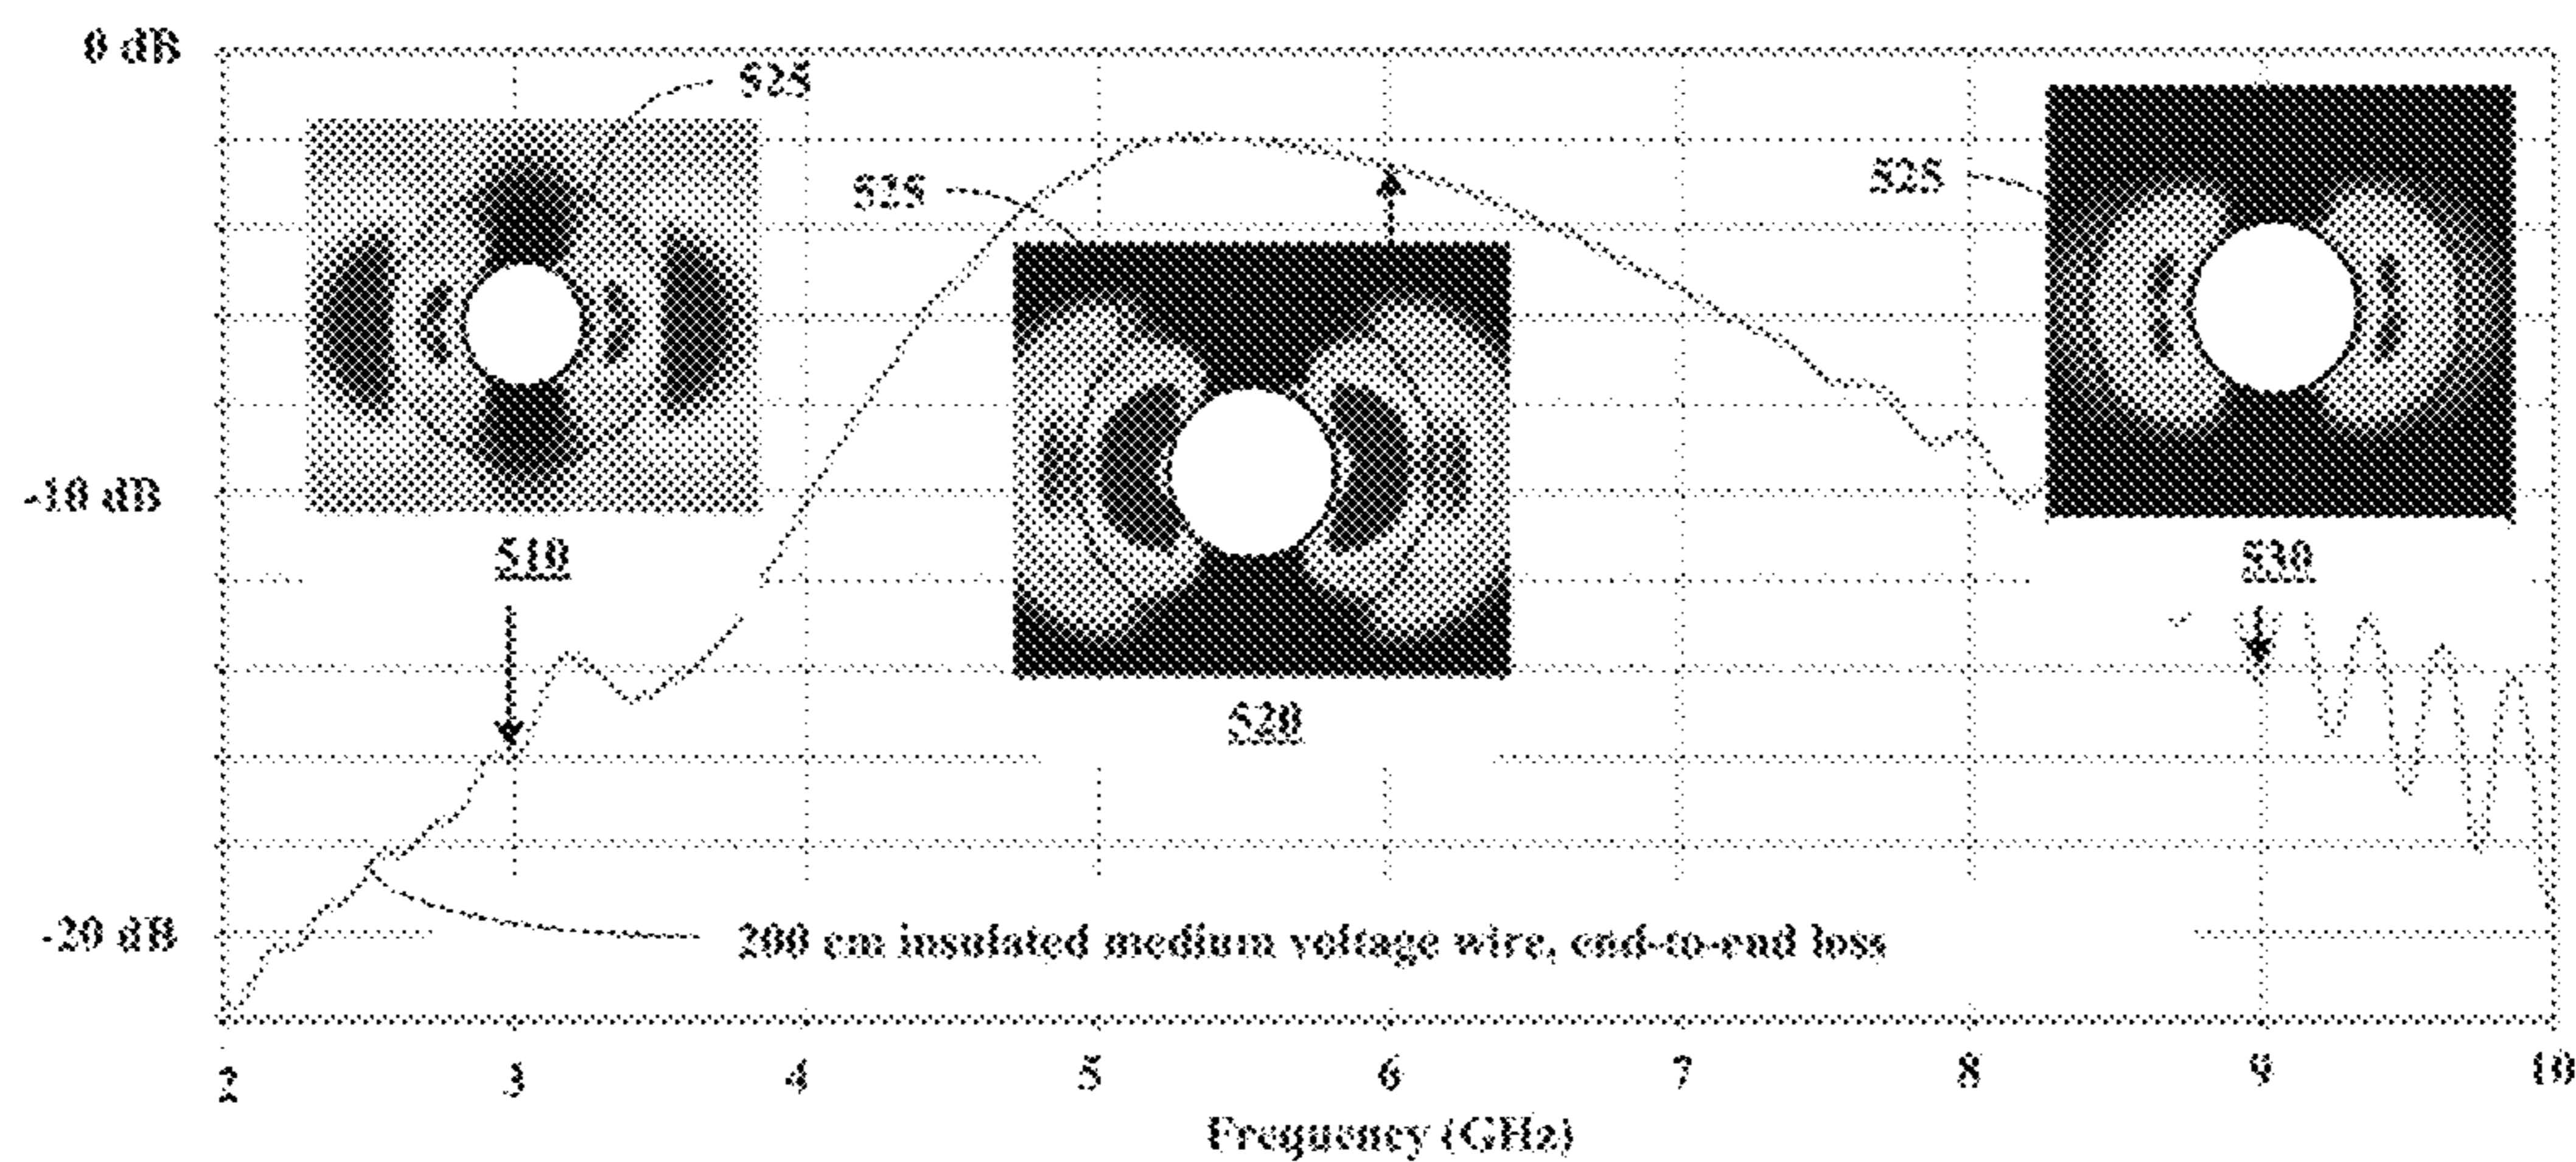 0 dB
525
525
525
-10 dB
510
530
520
-20 dB
200 cm insulated medium voltage wire, end-to-end loss
2 3 4 5 6 7 8 9 10
Frequency (GHz)